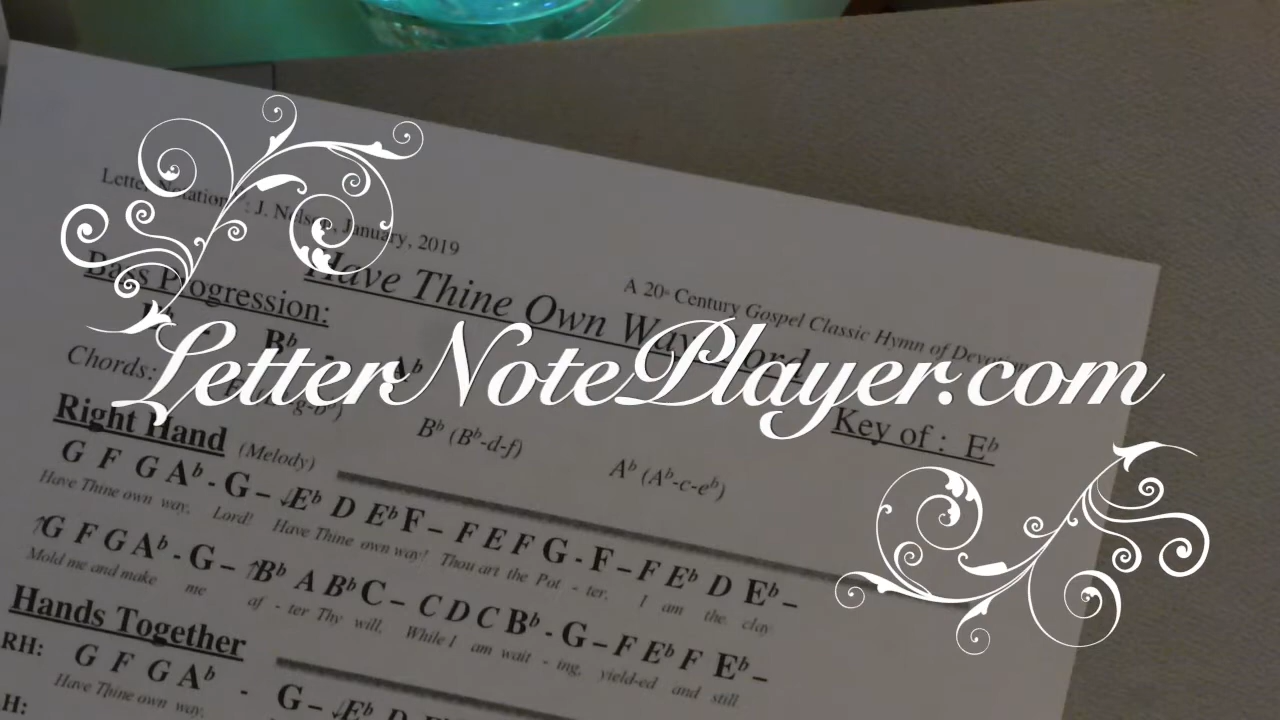 Letter Notation : J. Nelson, January, 2019
A 20th Century Gospel Classic Hymn of Devotion
Have Thine Own Way Lord
Bass Progression:
Bb - Ab
LetterNotePlayer.com
Chords:
Bb (Bb-d-f)
Ab (Ab-c-eb)
Key of : Eb
Right Hand (Melody)
G F G Ab - G – ↓Eb D Eb F – F E F G - F – F Eb D Eb –
Have Thine own way, Lord! Have Thine own way! Thou art the Pot - ter, I am the clay
↑G F G Ab - G – ↑Bb A Bb C – C D C Bb - G – F Eb F Eb –
Mold me and make me af - ter Thy will, While I am wait - ing, yield-ed and still
Hands Together
RH: G F G Ab - G – ↓Eb D
Have Thine own way,
H: